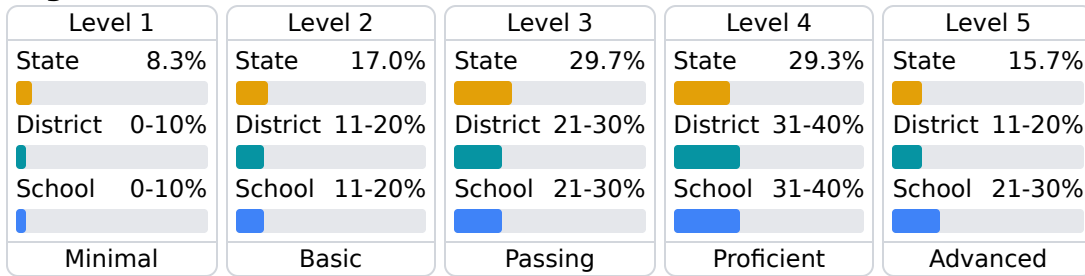 Level 1
State 8.3%
District 0-10%
School 0-10%
Minimal
Level 2
State 17.0%
District 11-20%
School 11-20%
Basic
Level 3
State 29.7%
District 21-30%
School 21-30%
Passing
Level 4
State 29.3%
District 31-40%
School 31-40%
Proficient
Level 5
State 15.7%
District 11-20%
School 21-30%
Advanced